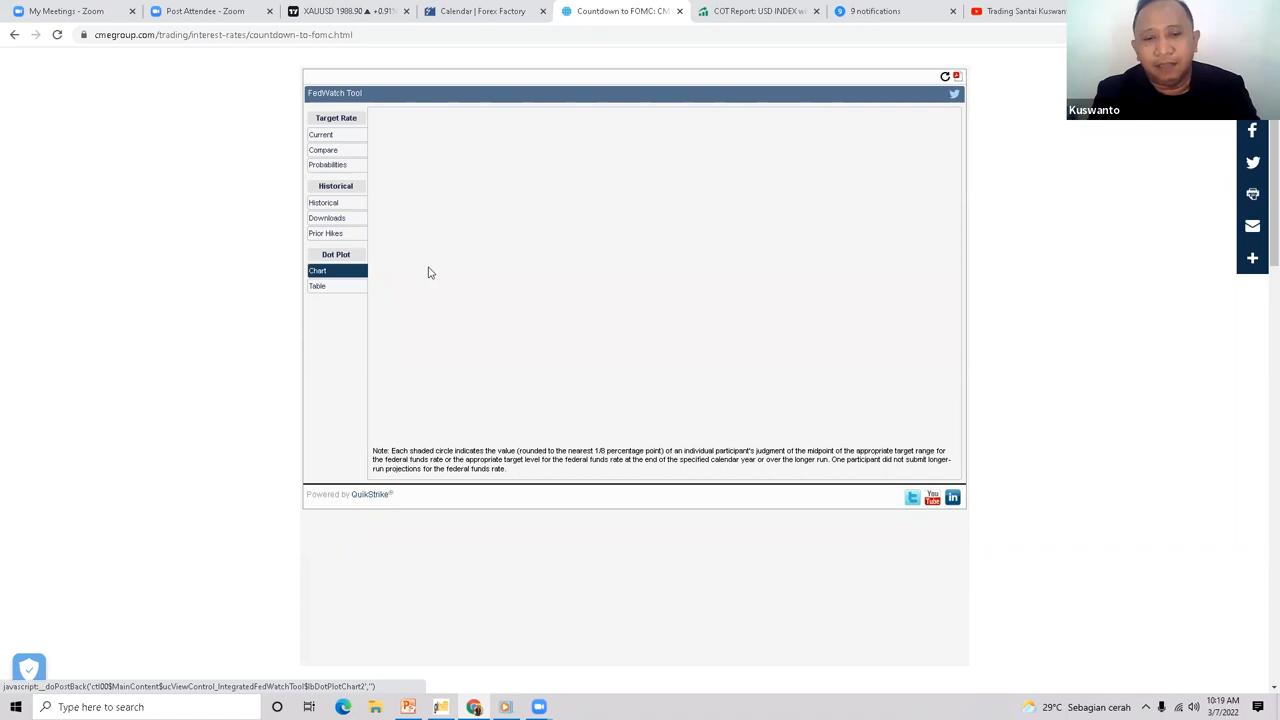 My Meetings - Zoom
Post Attendee - Zoom
XAUUSD 1988.90 ▲ +0.91%
Calendar | Forex Factory
Countdown to FOMC: CM
COT Report: USD INDEX wi
9 notifications
Trading Santai Kuswan
cmegroup.com/trading/interest-rates/countdown-to-fomc.html
Kuswanto
FedWatch Tool
Target Rate
Current
Compare
Probabilities
Historical
Historical
Downloads
Prior Hikes
Dot Plot
Chart
Table
Note: Each shaded circle indicates the value (rounded to the nearest 1/8 percentage point) of an individual participant's judgment of the midpoint of the appropriate target range for
the federal funds rate or the appropriate target level for the federal funds rate at the end of the specified calendar year or over the longer run. One participant did not submit longer-
run projections for the federal funds rate.
Powered by QuikStrike®
You
Tube
in
javascript:__doPostBack('ctl00$MainContent$ucViewControl_IntegratedFedWatchTool$lbDotPlotChart2','')
Type here to search
29°C Sebagian cerah
10:19 AM
3/7/2022